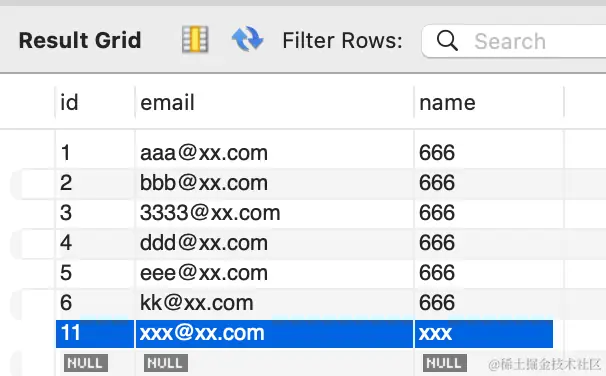 Result Grid Filter Rows: Search
id email name
1 aaa@xx.com 666
2 bbb@xx.com 666
3 3333@xx.com 666
4 ddd@xx.com 666
5 eee@xx.com 666
6 kk@xx.com 666
11 xxx@xx.com xxx
NULL NULL NULL
@稀土掘金技术社区